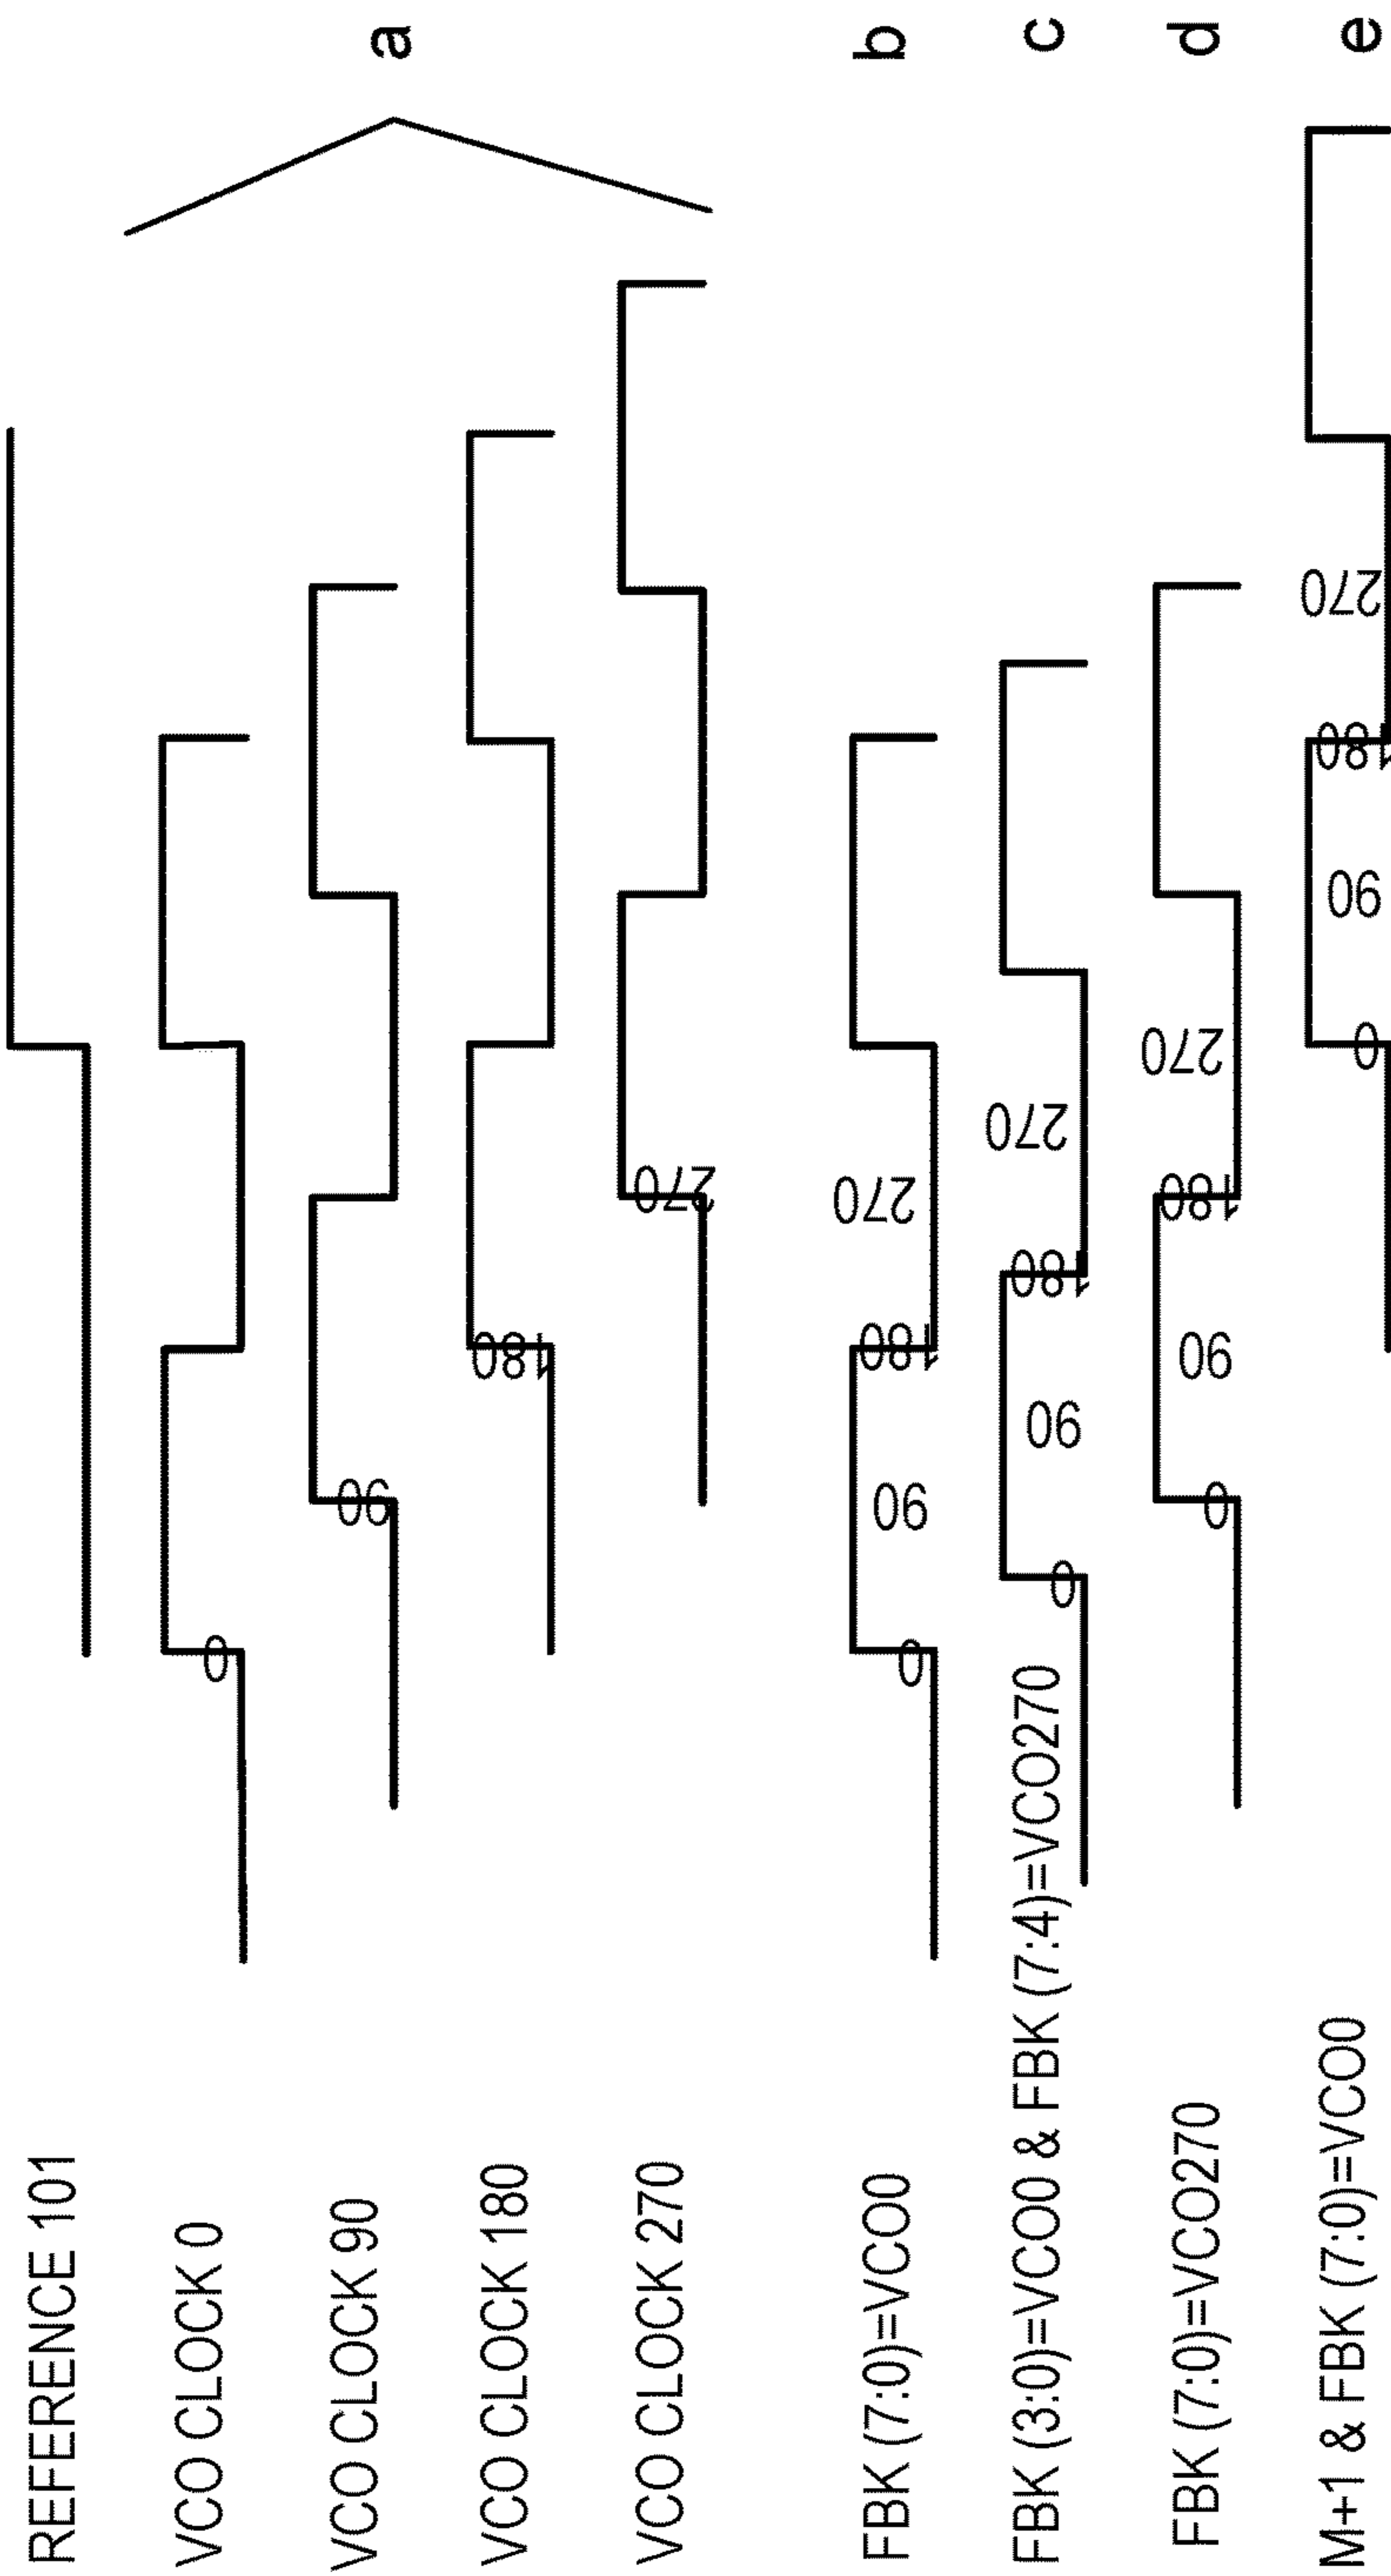 REFERENCE 101
VCO CLOCK 0
0
VCO CLOCK 90
90
a
VCO CLOCK 180
180
VCO CLOCK 270
270
FBK (7:0)=VCO0
0
90
180
270
b
FBK (3:0)=VCO0 & FBK (7:4)=VCO270
0
90
180
270
c
FBK (7:0)=VCO270
0
90
180
270
d
M+1 & FBK (7:0)=VCO0
0
90
180
270
e